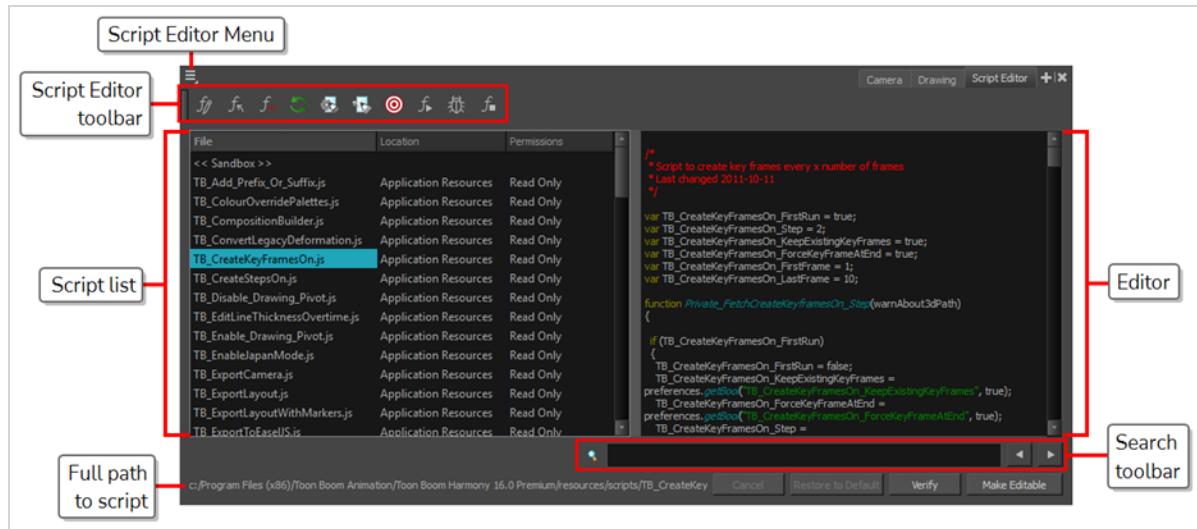 Script Editor Menu
Script Editor
toolbar
Camera
Drawing
Script Editor
File
Location
Permissions
<< Sandbox >>
TB_Add_Prefix_Or_Suffix.js Application Resources Read Only
TB_ColourOverridePalettes.js Application Resources Read Only
TB_CompositionBuilder.js Application Resources Read Only
TB_ConvertLegacyDeformation.js Application Resources Read Only
TB_CreateKeyFramesOn.js Application Resources Read Only
TB_CreateStepsOn.js Application Resources Read Only
TB_Disable_Drawing_Pivot.js Application Resources Read Only
TB_EditLineThicknessOvertime.js Application Resources Read Only
TB_Enable_Drawing_Pivot.js Application Resources Read Only
TB_EnableJapanMode.js Application Resources Read Only
TB_ExportCamera.js Application Resources Read Only
TB_ExportLayout.js Application Resources Read Only
TB_ExportLayoutWithMarkers.js Application Resources Read Only
TB_ExportToEaselJS.js Application Resources Read Only
Script list
/*
* Script to create key frames every x number of frames
* Last changed 2011-10-11
*/
var TB_CreateKeyFramesOn_FirstRun = true;
var TB_CreateKeyFramesOn_Step = 2;
var TB_CreateKeyFramesOn_KeepExistingKeyFrames = true;
var TB_CreateKeyFramesOn_ForceKeyFrameAtEnd = true;
var TB_CreateKeyFramesOn_FirstFrame = 1;
var TB_CreateKeyFramesOn_LastFrame = 10;
function Private_FetchCreateKeyframesOn_Step(warnAbout3dPath)
{
if (TB_CreateKeyFramesOn_FirstRun)
{
TB_CreateKeyFramesOn_FirstRun = false;
TB_CreateKeyFramesOn_KeepExistingKeyFrames =
preferences.getBool("TB_CreateKeyFramesOn_KeepExistingKeyFrames", true);
TB_CreateKeyFramesOn_ForceKeyFrameAtEnd =
preferences.getBool("TB_CreateKeyFramesOn_ForceKeyFrameAtEnd", true);
TB_CreateKeyFramesOn_Step =
Editor
Search
toolbar
Full path
to script
c:/Program Files (x86)/Toon Boom Animation/Toon Boom Harmony 16.0 Premium/resources/scripts/TB_CreateKey
Cancel
Restore to Default
Verify
Make Editable